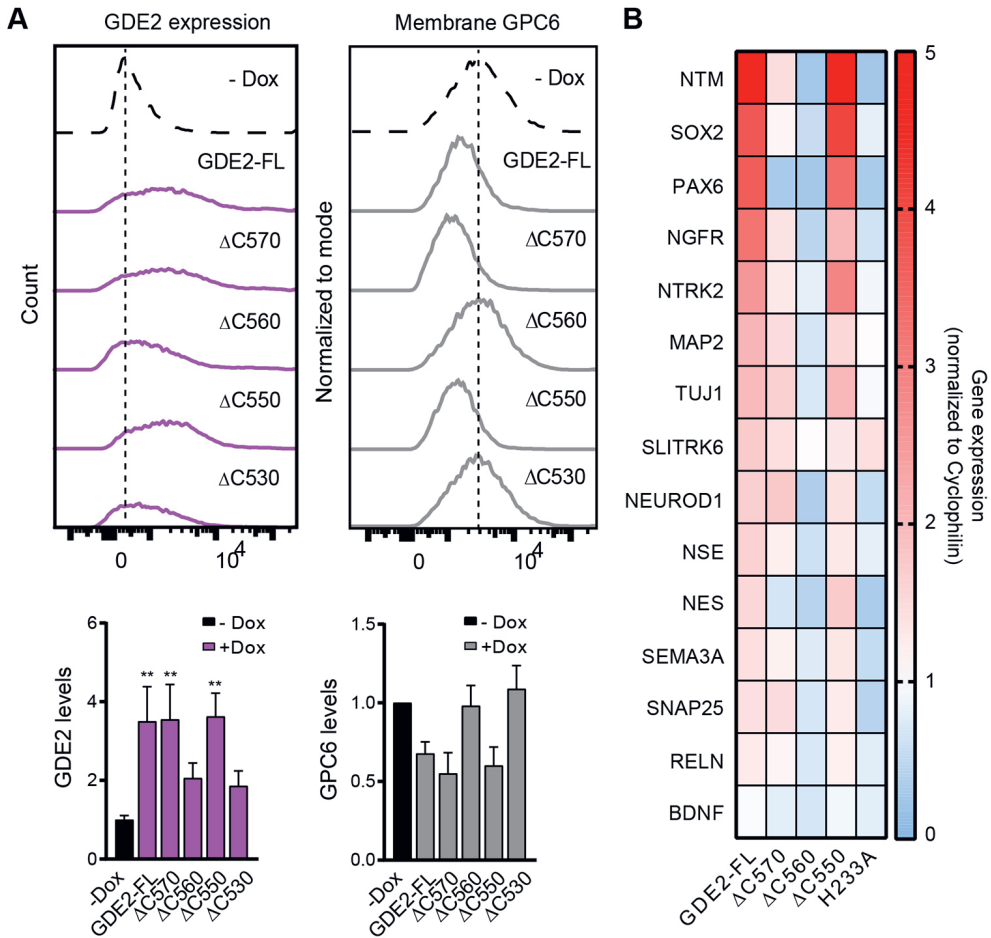 A
GDE2 expression
Membrane GPC6
- Dox
GDE2-FL
ΔC570
ΔC560
ΔC550
ΔC530
Count
0
10⁴
- Dox
GDE2-FL
ΔC570
ΔC560
ΔC550
ΔC530
Normalized to mode
0
10⁴
GDE2 levels
6
4
2
0
- Dox
+Dox
**
**
**
-Dox
GDE2-FL
ΔC570
ΔC560
ΔC550
ΔC530
GPC6 levels
1.5
1.0
0.5
0.0
- Dox
+Dox
-Dox
GDE2-FL
ΔC570
ΔC560
ΔC550
ΔC530
B
NTM
SOX2
PAX6
NGFR
NTRK2
MAP2
TUJ1
SLITRK6
NEUROD1
NSE
NES
SEMA3A
SNAP25
RELN
BDNF
GDE2-FL
ΔC570
ΔC560
ΔC550
H233A
5
4
3
2
1
0
Gene expression
(normalized to Cyclophilin)